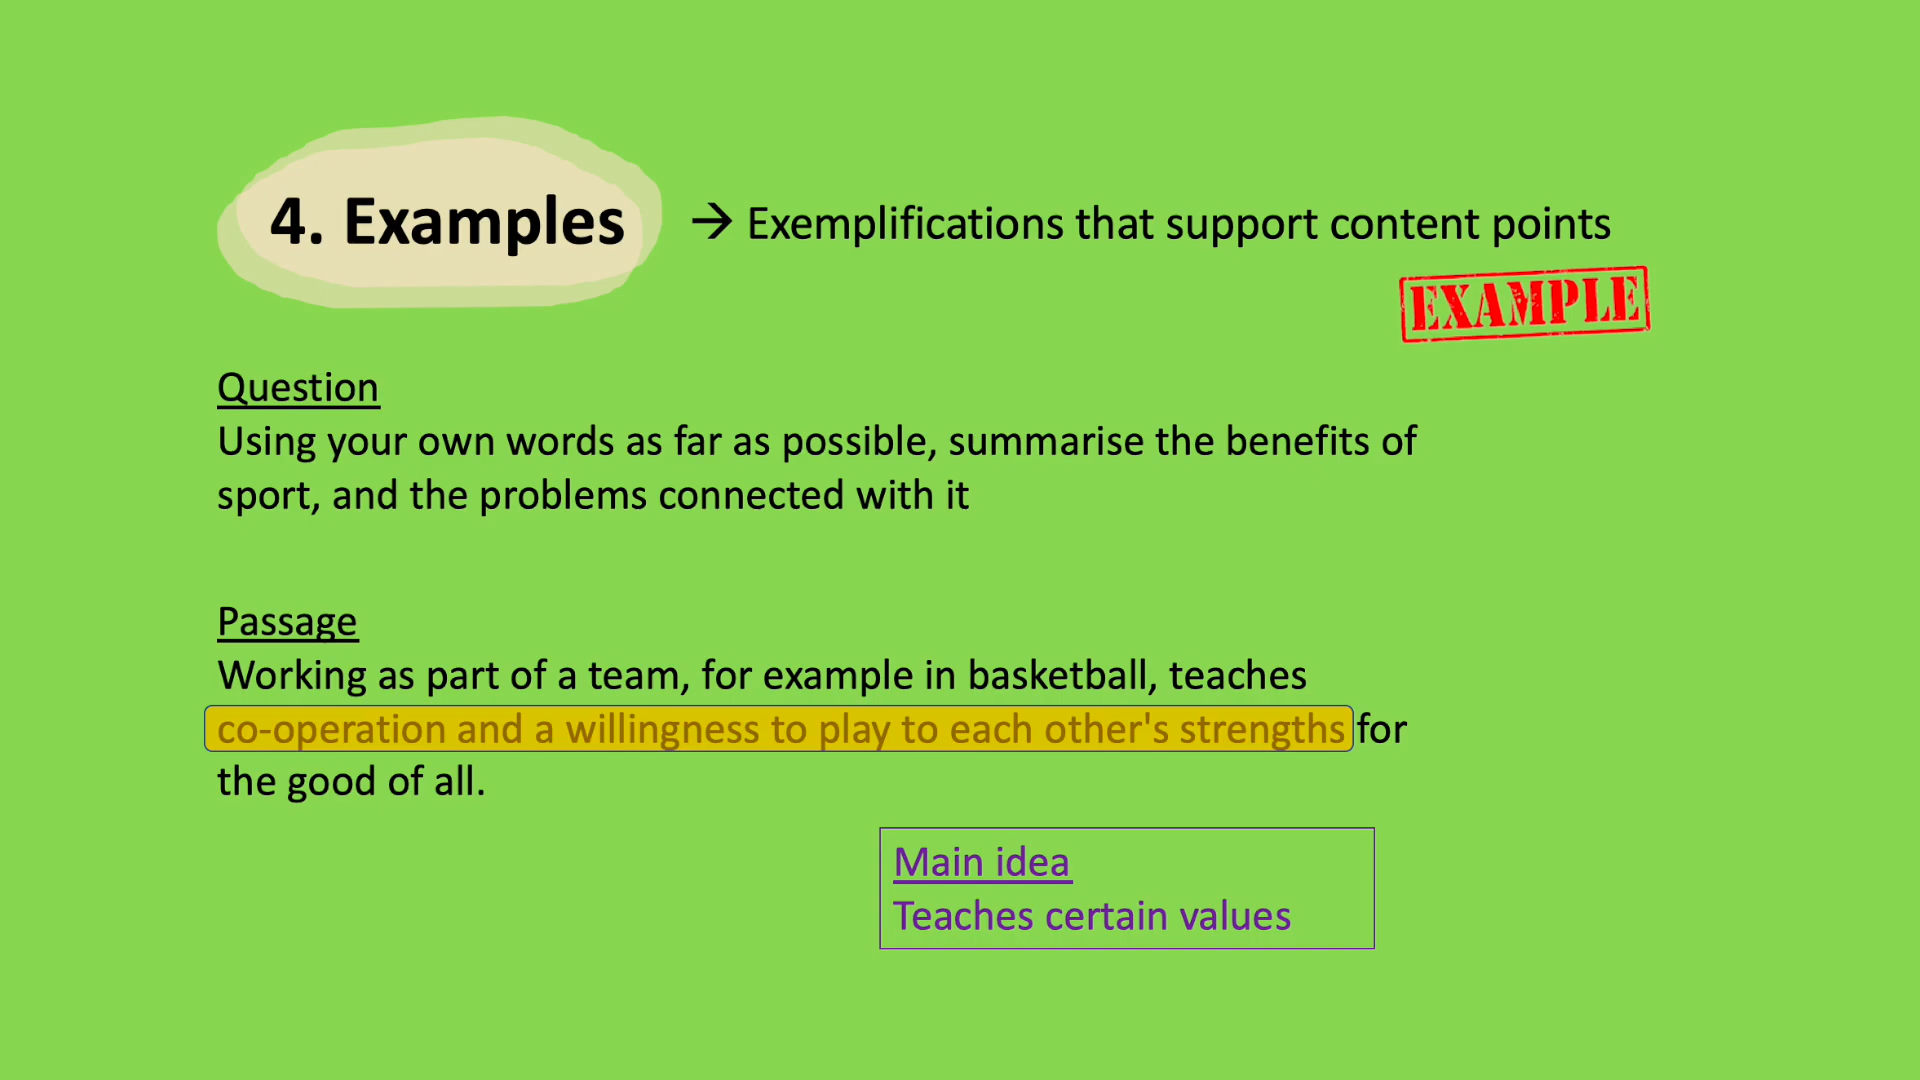 4. Examples → Exemplifications that support content points
EXAMPLE
Question
Using your own words as far as possible, summarise the benefits of
sport, and the problems connected with it
Passage
Working as part of a team, for example in basketball, teaches
co-operation and a willingness to play to each other's strengths for
the good of all.
Main idea
Teaches certain values